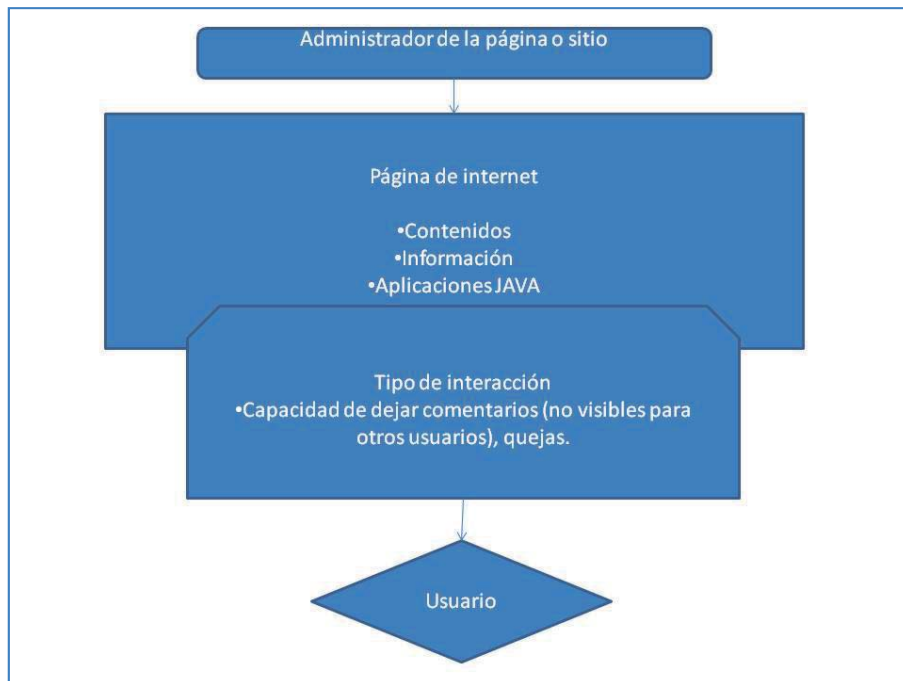 Administrador de la página o sitio
Página de internet
•Contenidos
•Información
•Aplicaciones JAVA
Tipo de interacción
•Capacidad de dejar comentarios (no visibles para
otros usuarios), quejas.
Usuario